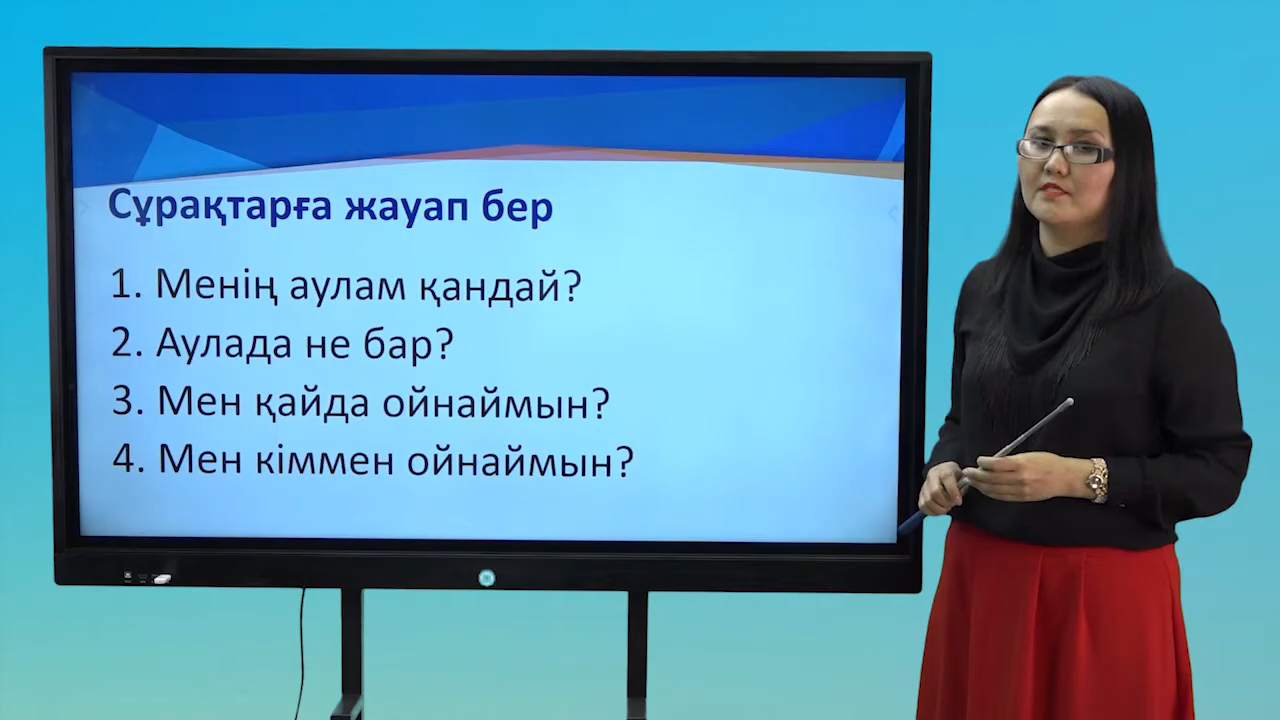 Сұрақтарға жауап бер
1. Менің аулам қандай?
2. Аулада не бар?
3. Мен қайда ойнаймын?
4. Мен кіммен ойнаймын?